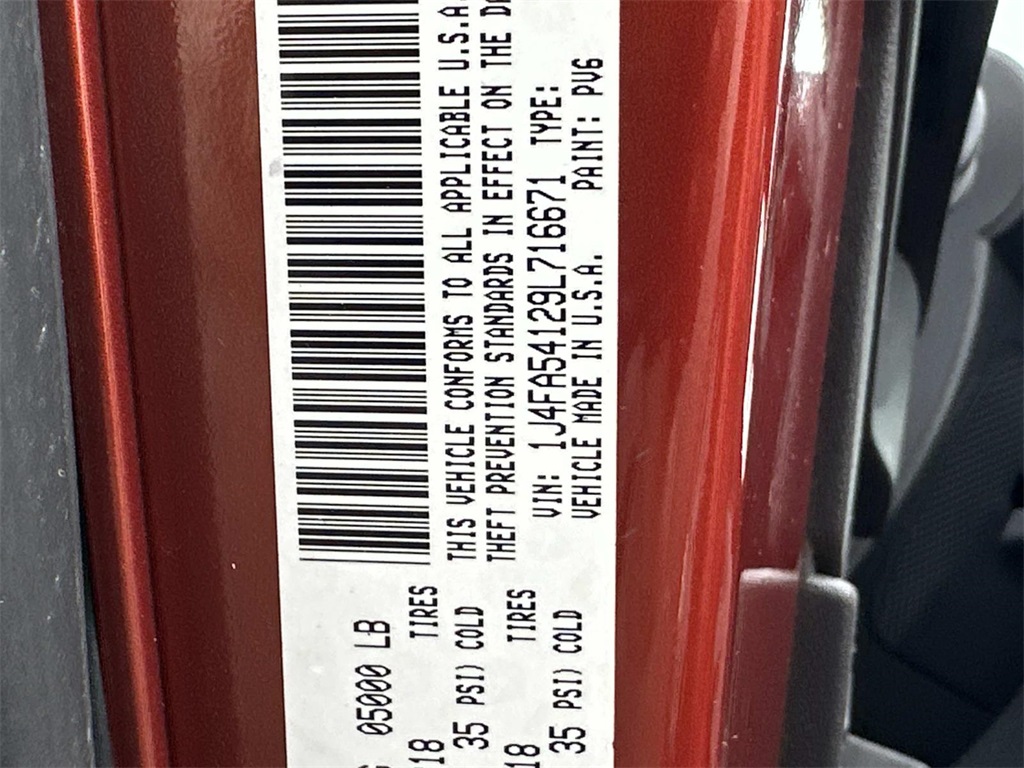 05000 LB
TIRES
18
35 PSI) COLD
TIRES
18
35 PSI) COLD
THIS VEHICLE CONFORMS TO ALL APPLICABLE U.S.A.
THEFT PREVENTION STANDARDS IN EFFECT ON THE
VIN: 1J4FA54129L716671 TYPE:
VEHICLE MADE IN U.S.A. PAINT: PV6